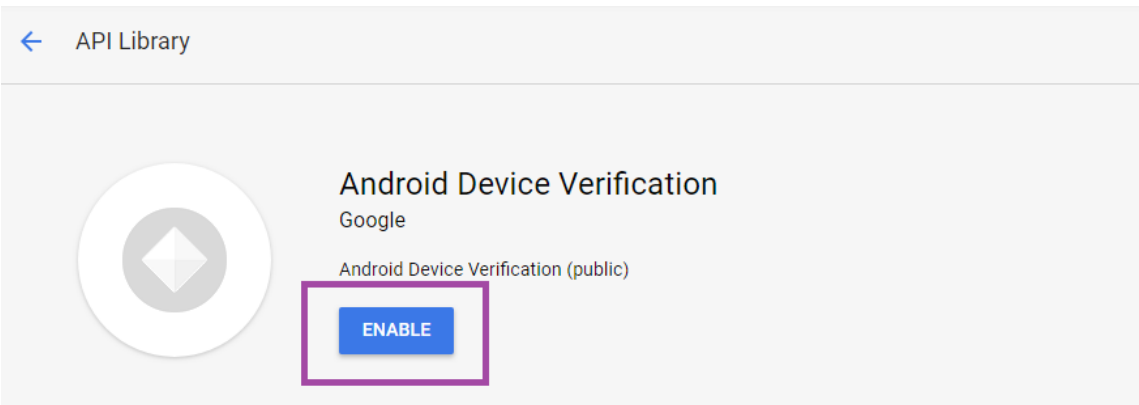 API Library
Android Device Verification
Google
Android Device Verification (public)
ENABLE